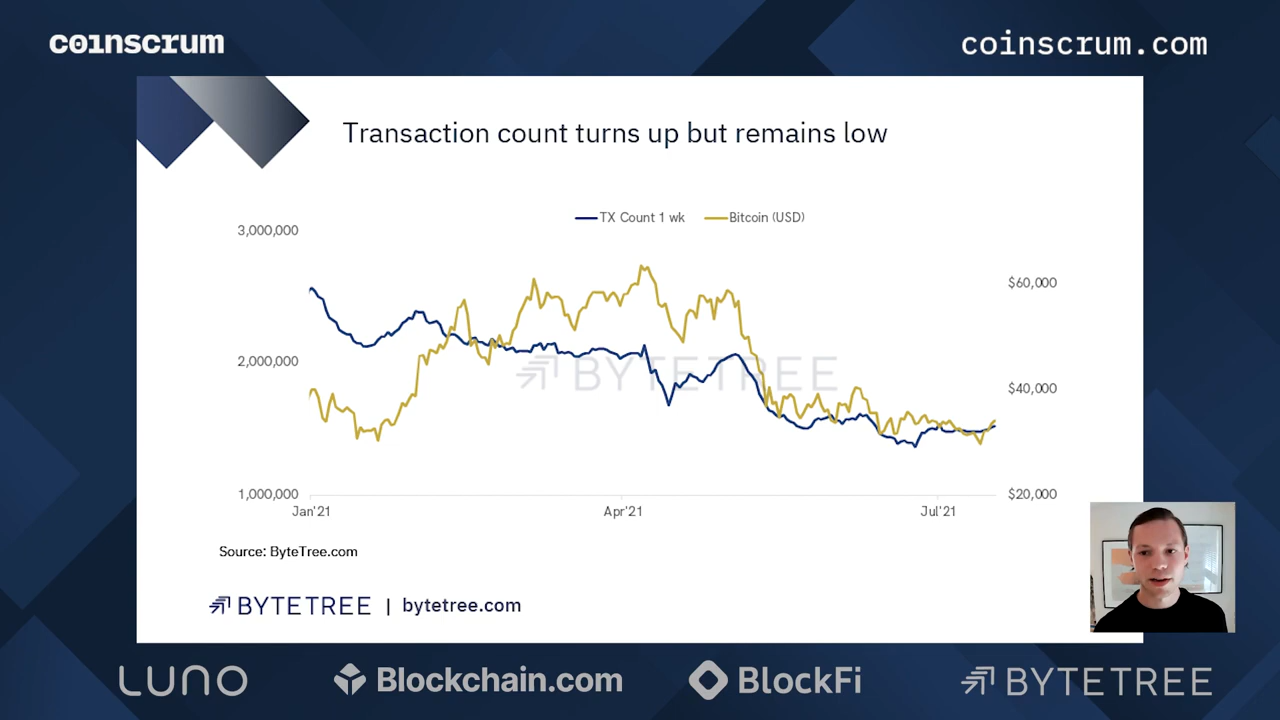 coinscrum
coinscrum.com
Transaction count turns up but remains low
TX Count 1 wk
Bitcoin (USD)
3,000,000
2,000,000
1,000,000
$60,000
$40,000
$20,000
BYTETREE
Jan'21
Apr'21
Jul'21
Source: ByteTree.com
BYTETREE | bytetree.com
LUNO
Blockchain.com
BlockFi
BYTETREE